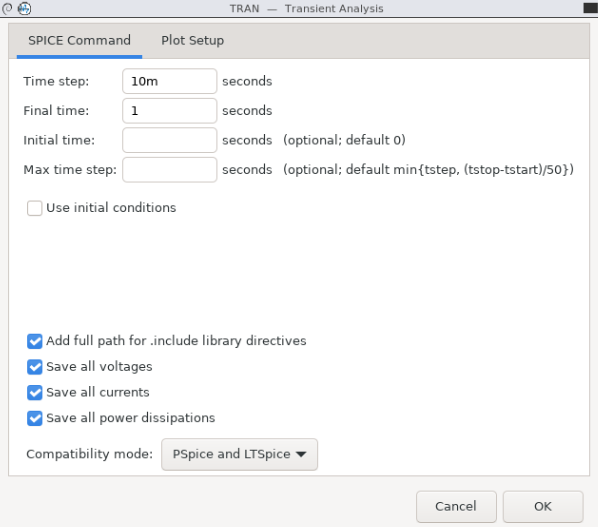 TRAN — Transient Analysis
SPICE Command Plot Setup
Time step: 10m seconds
Final time: 1 seconds
Initial time: seconds (optional; default 0)
Max time step: seconds (optional; default min{tstep, (tstop-tstart)/50})
Use initial conditions
Add full path for .include library directives
Save all voltages
Save all currents
Save all power dissipations
Compatibility mode: PSpice and LTSpice
Cancel OK